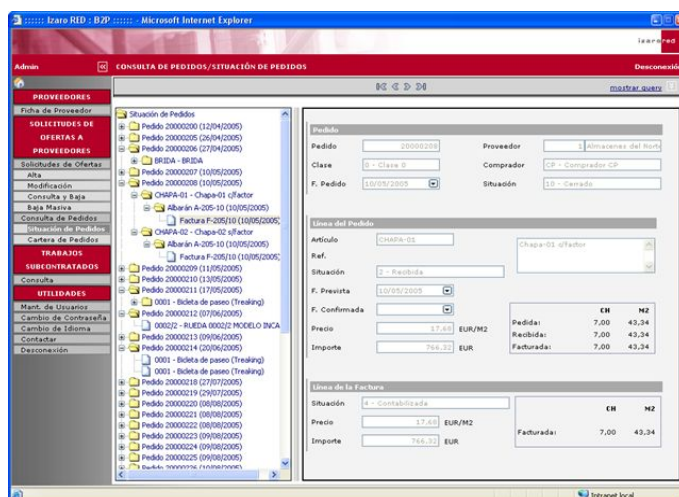 :::::: Izaro RED : B2P :::::: - Microsoft Internet Explorer
izaro red
Admin
CONSULTA DE PEDIDOS/SITUACIÓN DE PEDIDOS
Desconexión
mostrar query
PROVEEDORES
Ficha de Proveedor
SOLICITUDES DE
OFERTAS A
PROVEEDORES
Solicitudes de Ofertas
Alta
Modificación
Consulta y Baja
Baja Masiva
Consulta de Pedidos
Situación de Pedidos
Cartera de Pedidos
TRABAJOS
SUBCONTRATADOS
Consulta
UTILIDADES
Mant. de Usuarios
Cambio de Contraseña
Cambio de Idioma
Contactar
Desconexión
Situación de Pedidos
Pedido 20000200 (12/04/2005)
Pedido 20000205 (26/04/2005)
Pedido 20000206 (27/04/2005)
BRIDA - BRIDA
Pedido 20000207 (10/05/2005)
Pedido 20000208 (10/05/2005)
CHAPA-01 - Chapa-01 c/factor
Albarán A-205-10 (10/05/2005)
Factura F-205/10 (10/05/2005)
CHAPA-02 - Chapa-02 s/factor
Albarán A-205-10 (10/05/2005)
Factura F-205/10 (10/05/2005)
Pedido 20000209 (11/05/2005)
Pedido 20000210 (13/05/2005)
Pedido 20000211 (17/05/2005)
0001 - Bicleta de paseo (Treaking)
Pedido 20000212 (07/06/2005)
0002/2 - RUEDA 0002/2 MODELO INCA
Pedido 20000213 (09/06/2005)
Pedido 20000214 (20/06/2005)
0001 - Bicleta de paseo (Treaking)
0001 - Bicleta de paseo (Treaking)
Pedido 20000218 (27/07/2005)
Pedido 20000219 (29/07/2005)
Pedido 20000220 (08/08/2005)
Pedido 20000221 (08/08/2005)
Pedido 20000222 (08/08/2005)
Pedido 20000223 (09/08/2005)
Pedido 20000224 (09/08/2005)
Pedido 20000225 (09/08/2005)
Pedido 20000226 (10/08/2005)
Pedido
Pedido 20000208 Proveedor 1 Almacenes del Norte
Clase 0 - Clase 0 Comprador CP - Comprador CP
F. Pedido 10/05/2005 Situación 10 - Cerrado
Línea del Pedido
Artículo CHAPA-01 Chapa-01 c/factor
Ref.
Situación 2 - Recibida
F. Prevista 10/05/2005
F. Confirmada
Precio 17,68 EUR/M2
Importe 766.32 EUR
CH M2
Pedida: 7,00 43,34
Recibida: 7,00 43,34
Facturada: 7,00 43,34
Línea de la Factura
Situación 4 - Contabilizada
Precio 17,68 EUR/M2
Importe 766.32 EUR
CH M2
Facturada: 7,00 43,34
Intranet local